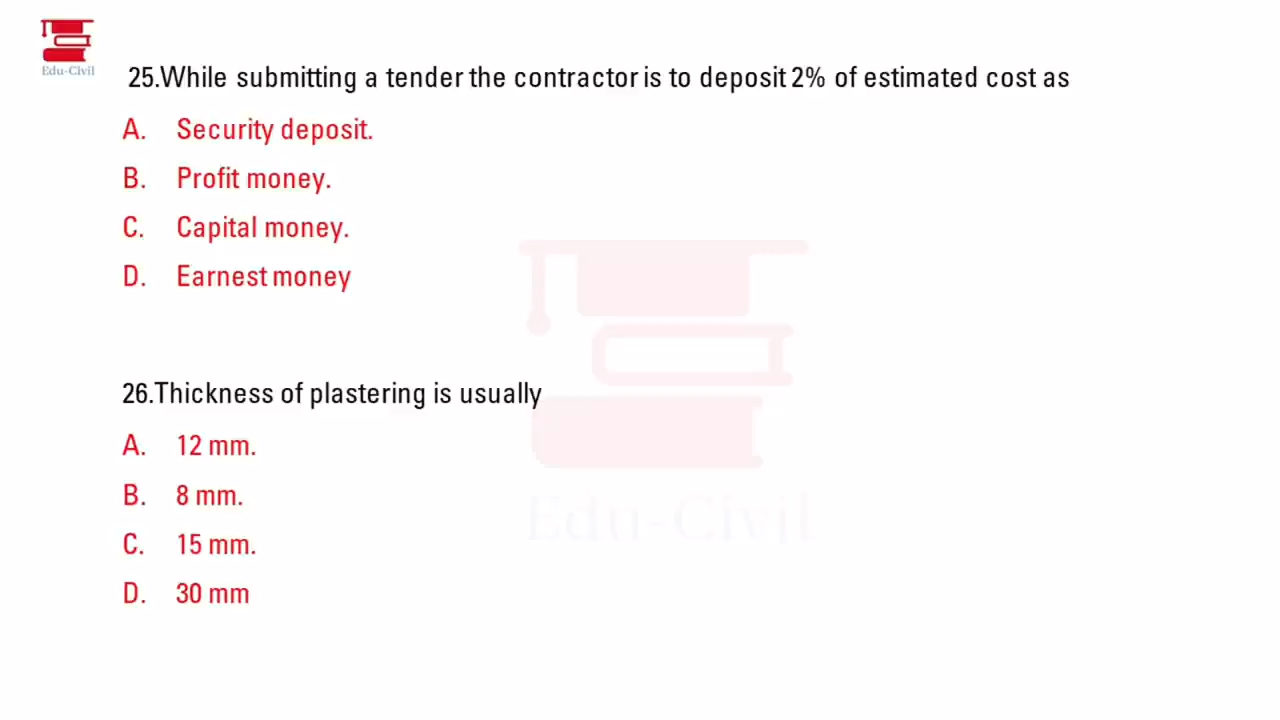 Edu-Civil
25.While submitting a tender the contractor is to deposit 2% of estimated cost as
A. Security deposit.
B. Profit money.
C. Capital money.
D. Earnest money
26.Thickness of plastering is usually
A. 12 mm.
B. 8 mm.
C. 15 mm.
D. 30 mm
Edu-Civil